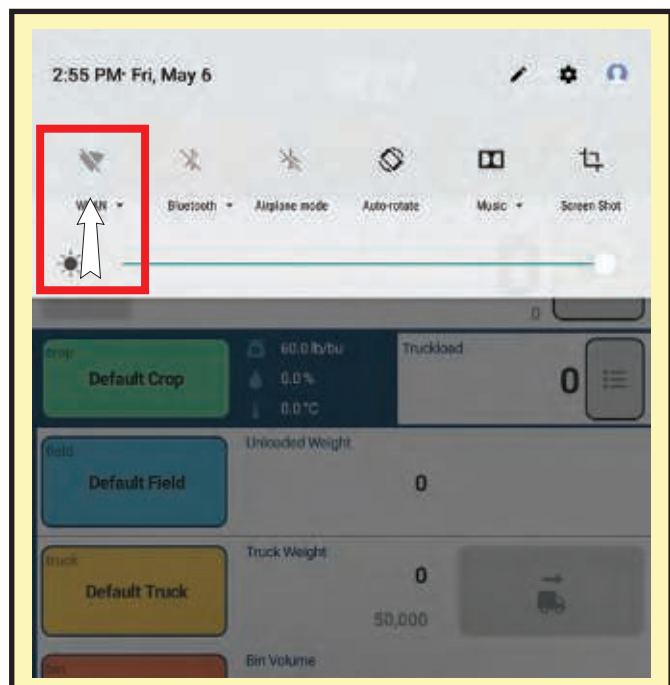 2:55 PM• Fri, May 6
WLAN Bluetooth Airplane mode Auto-rotate Music Screen Shot
0
crop
Default Crop
60.0 lb/bu
0.0 %
0.0 °C
Truckload
0
field
Default Field
Unloaded Weight
0
truck
Default Truck
Truck Weight
0
50,000
bin
Bin Volume